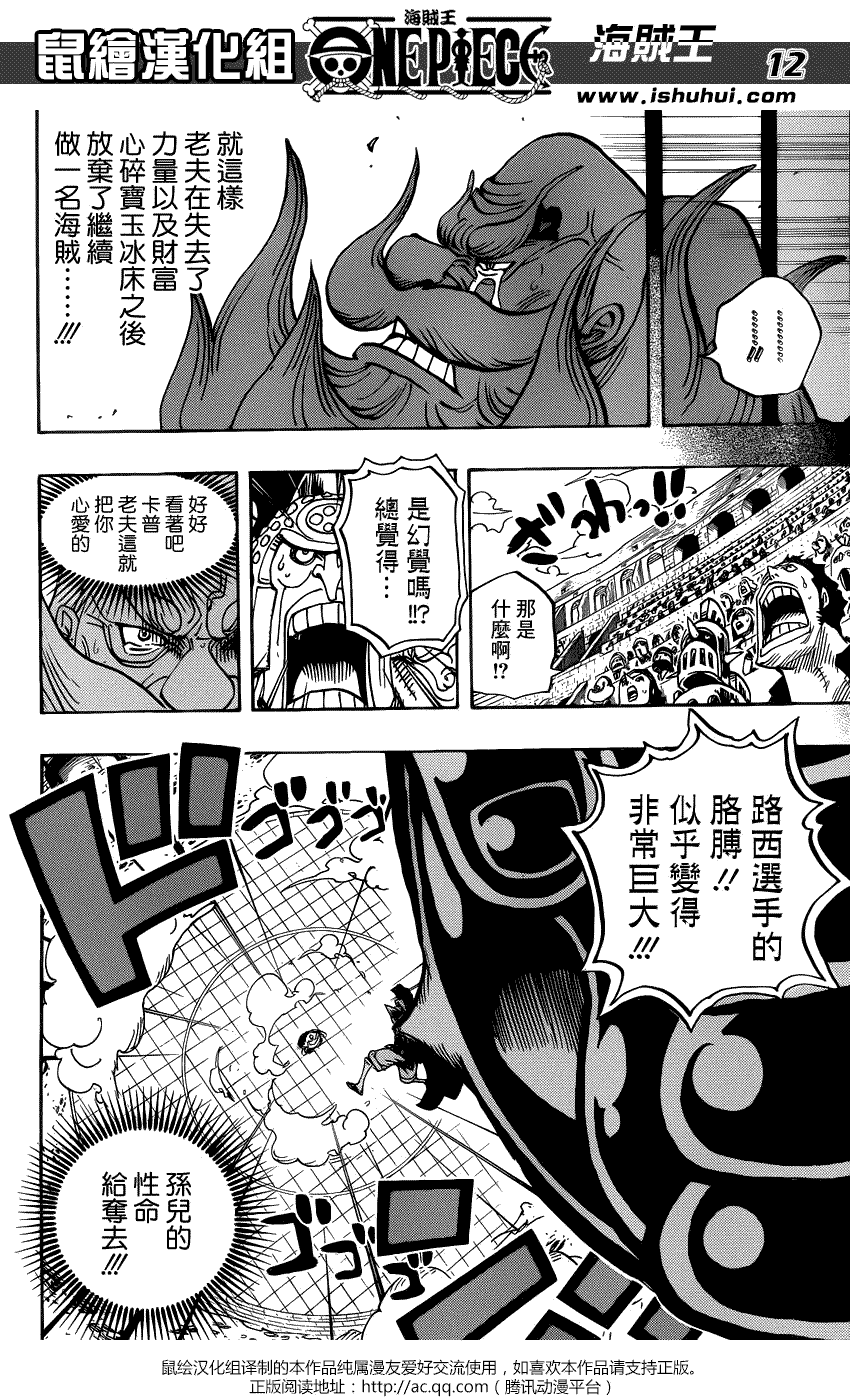 鼠繪漢化組
海賊王
ONE PIECE
海賊王
12
www.ishuhui.com
………
……!!!
就這樣
老夫在失去了
力量以及財富
心碎寶玉冰床之後
放棄了繼續
做一名海賊……!!!
那是
什麼啊!?
是幻覺嗎!!?
總覺得…
好好
看著吧
卡普
老夫這就
把你
心愛的
路西選手的
胳膊!!
似乎變得
非常巨大!!!
ドドド
ゴゴゴ
孫兒的
性命
給奪去!!!
ゴゴゴ
鼠绘汉化组译制的本作品纯属漫友爱好交流使用，如喜欢本作品请支持正版。
正版阅读地址：http://ac.qq.com（腾讯动漫平台）